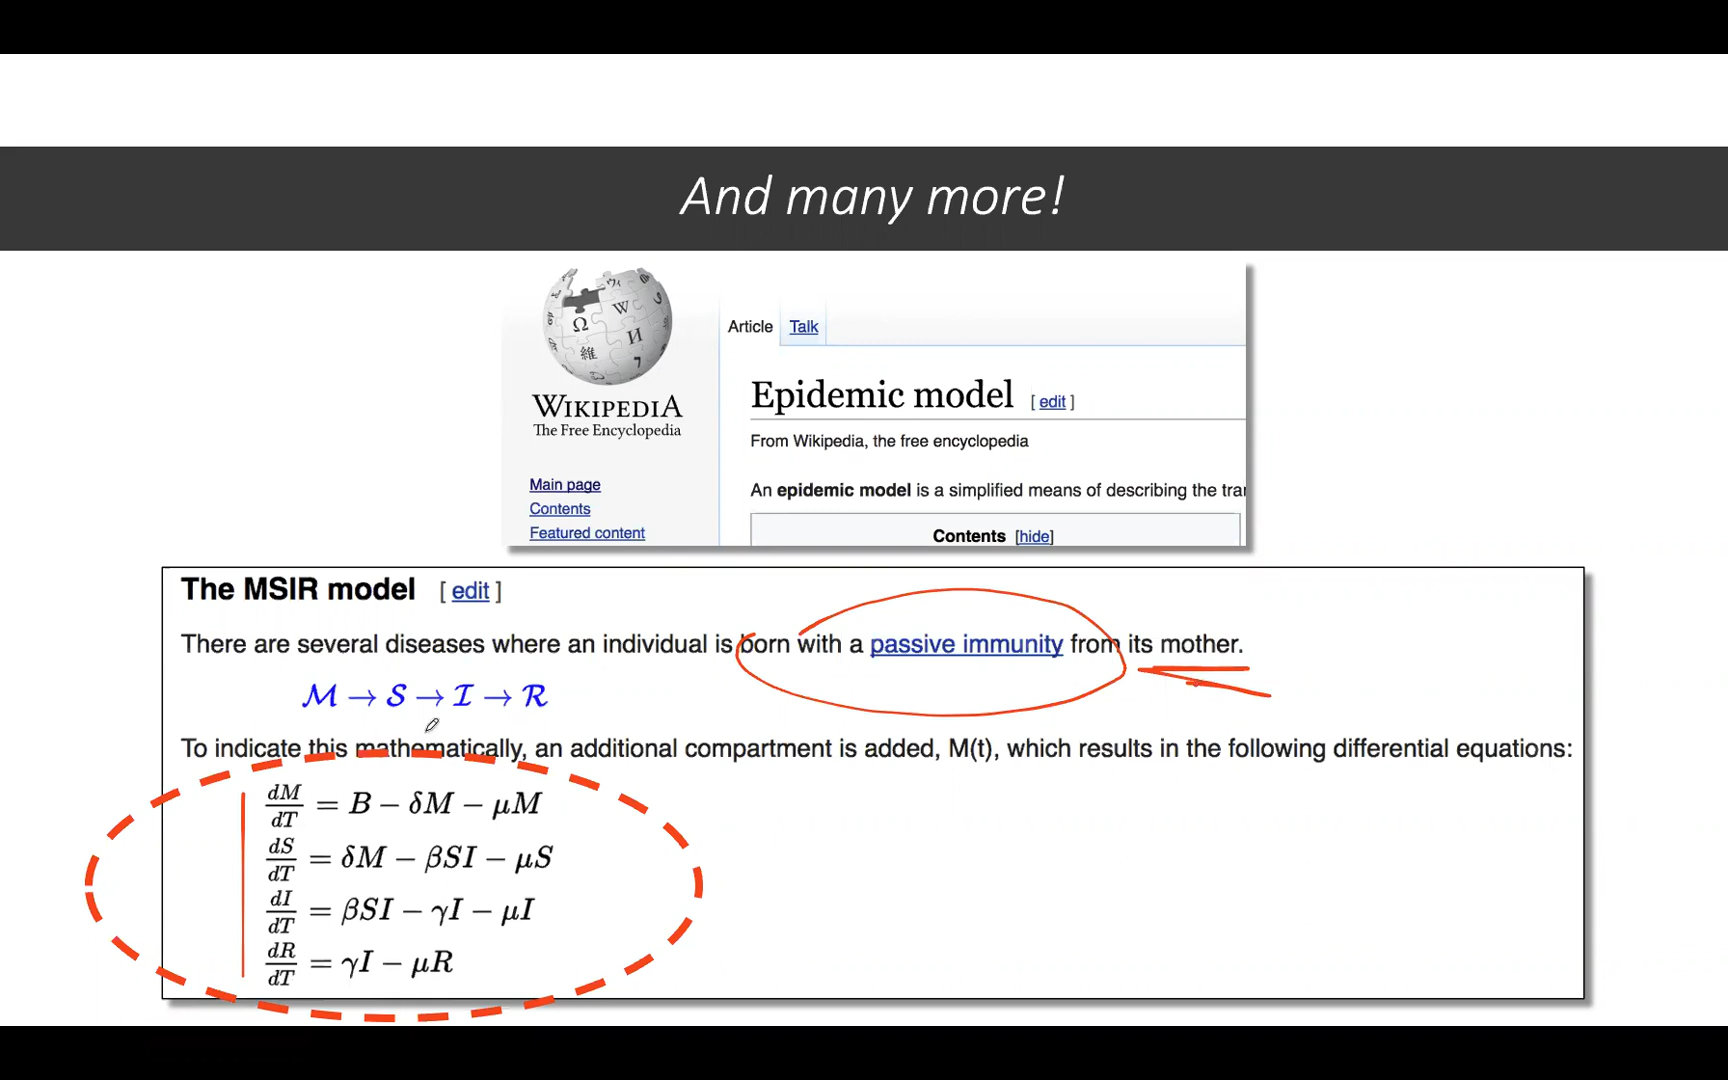 And many more!
WIKIPEDIA
The Free Encyclopedia
Main page
Contents
Featured content
Article Talk
Epidemic model [ edit ]
From Wikipedia, the free encyclopedia
An epidemic model is a simplified means of describing the
Contents [hide]
The MSIR model [ edit ]
There are several diseases where an individual is born with a passive immunity from its mother.
M → S → I → R
To indicate this mathematically, an additional compartment is added, M(t), which results in the following differential equations:
dM/dT = B − δM − μM
dS/dT = δM − βSI − μS
dI/dT = βSI − γI − μI
dR/dT = γI − μR